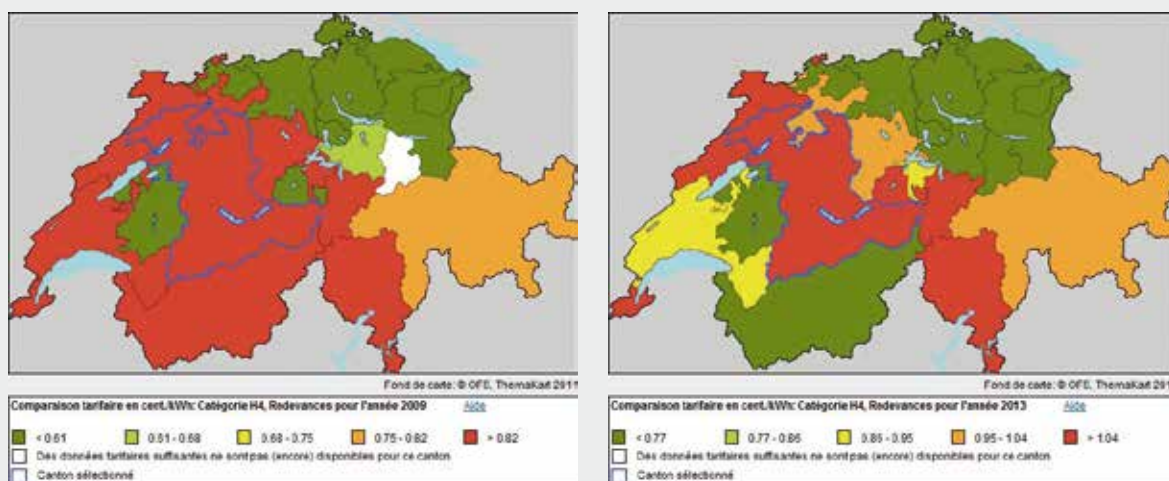 Fond de carte: © OFS, ThemaKart 2011
Comparaison tarifaire en cent./kWh: Catégorie H4, Redevances pour l'année 2009 Aide
< 0.61 0.61 - 0.68 0.68 - 0.75 0.75 - 0.82 > 0.82
Des données tarifaires suffisantes ne sont pas (encore) disponibles pour ce canton
Canton sélectionné
Fond de carte: © OFS, ThemaKart 201
Comparaison tarifaire en cent./kWh: Catégorie H4, Redevances pour l'année 2013 Aide
< 0.77 0.77 - 0.86 0.86 - 0.95 0.95 - 1.04 > 1.04
Des données tarifaires suffisantes ne sont pas (encore) disponibles pour ce canton
Canton sélectionné